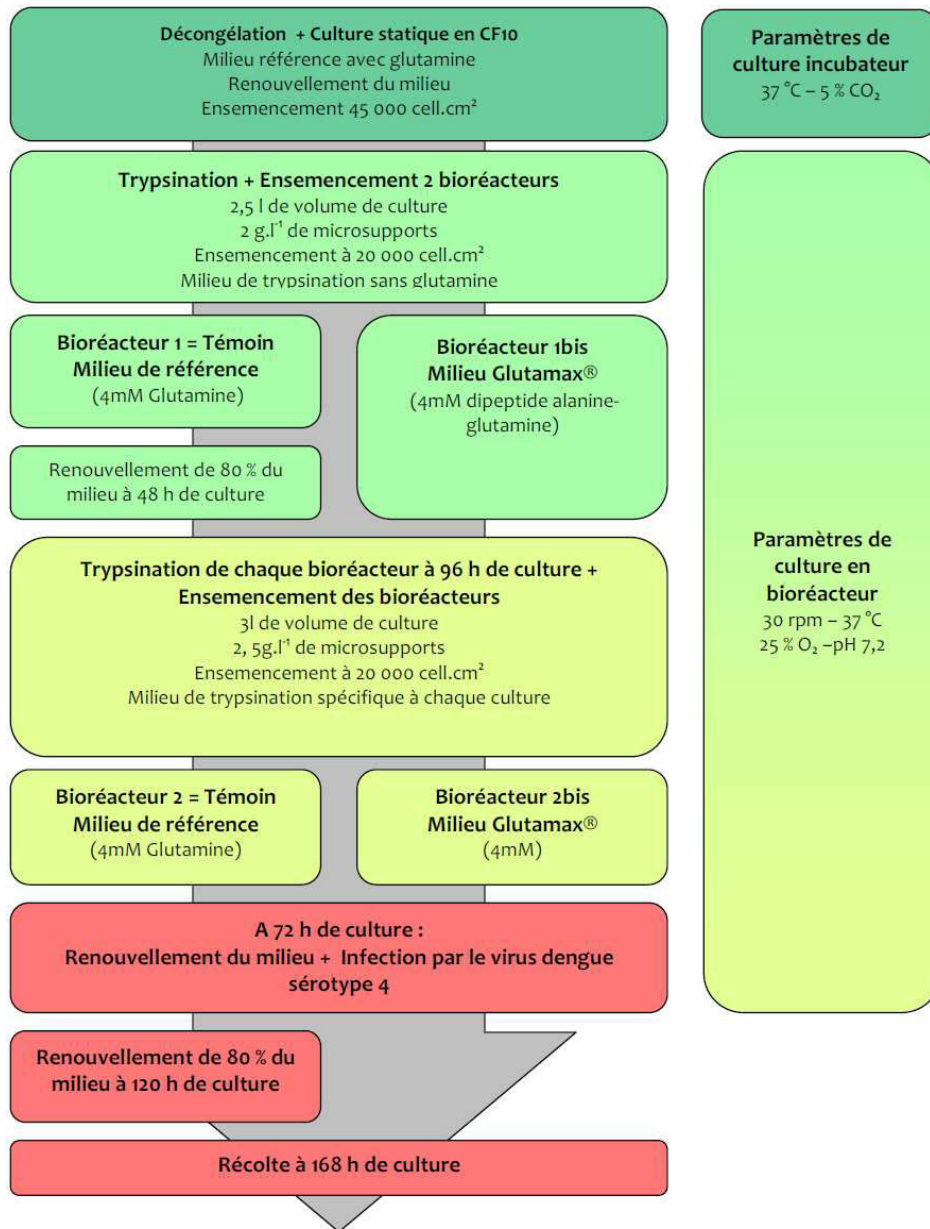 Décongélation + Culture statique en CF10
Milieu référence avec glutamine
Renouvellement du milieu
Ensemencement 45 000 cell.cm²
Paramètres de
culture incubateur
37 °C – 5 % CO₂
Trypsination + Ensemencement 2 bioréacteurs
2,5 l de volume de culture
2 g.l⁻¹ de microsupports
Ensemencement à 20 000 cell.cm²
Milieu de trypsination sans glutamine
Bioréacteur 1 = Témoin
Milieu de référence
(4mM Glutamine)
Renouvellement de 80 % du
milieu à 48 h de culture
Bioréacteur 1bis
Milieu Glutamax®
(4mM dipeptide alanine-
glutamine)
Trypsination de chaque bioréacteur à 96 h de culture +
Ensemencement des bioréacteurs
3l de volume de culture
2, 5g.l⁻¹ de microsupports
Ensemencement à 20 000 cell.cm²
Milieu de trypsination spécifique à chaque culture
Paramètres de
culture en
bioréacteur
30 rpm – 37 °C
25 % O₂ –pH 7,2
Bioréacteur 2 = Témoin
Milieu de référence
(4mM Glutamine)
Bioréacteur 2bis
Milieu Glutamax®
(4mM)
A 72 h de culture :
Renouvellement du milieu + Infection par le virus dengue
sérotype 4
Renouvellement de 80 % du
milieu à 120 h de culture
Récolte à 168 h de culture